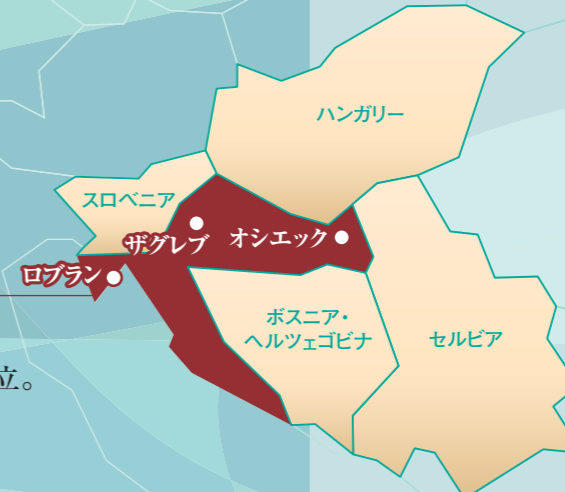 ハンガリー
スロベニア
ザグレブ
オシエック
ロブラン
ボスニア・
ヘルツェゴビナ
セルビア
立。